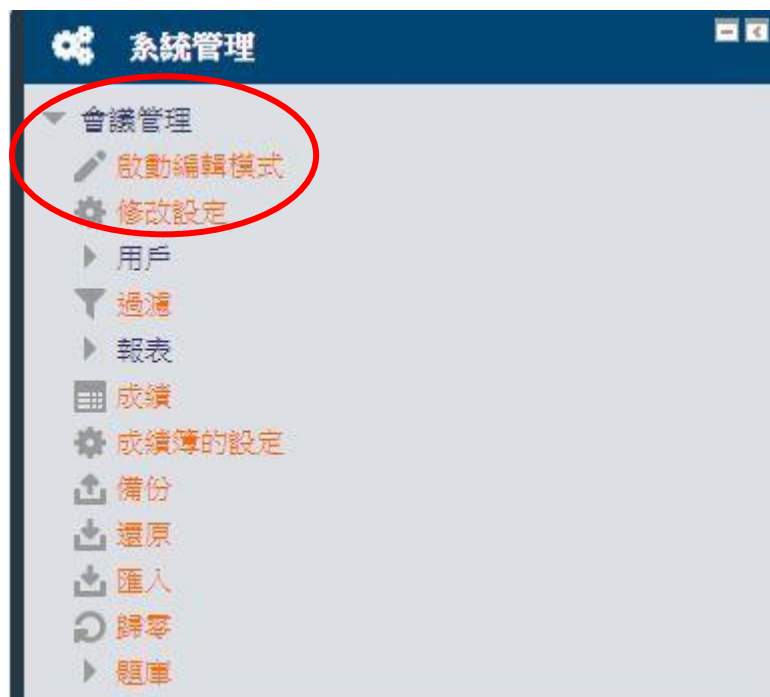 系統管理
會議管理
啟動編輯模式
修改設定
用戶
過濾
報表
成績
成績簿的設定
備份
還原
匯入
歸零
題庫